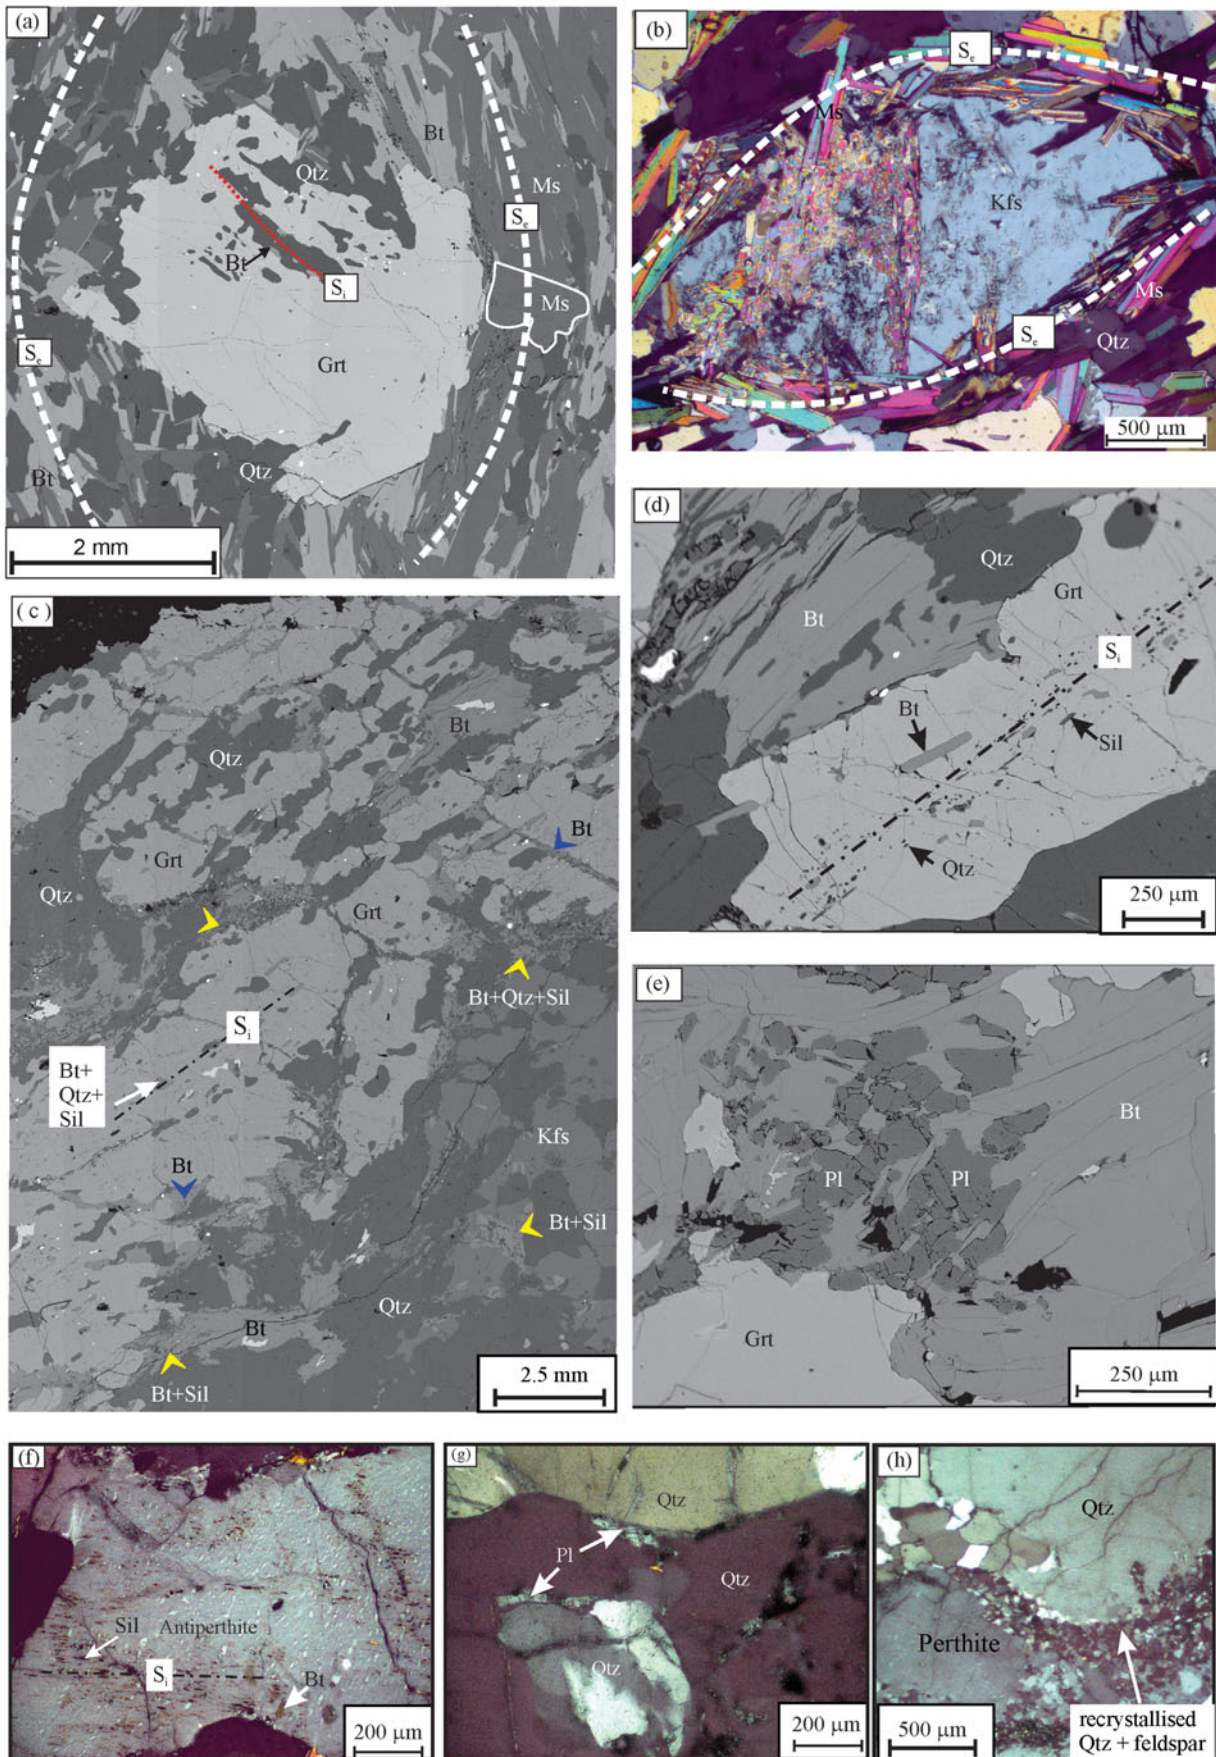 (a)
Qtz
Bt
Ms
Se
Bt
Si
Ms
Se
Grt
Qtz
Bt
2 mm
(b)
Se
Ms
Kfs
Ms
Se
Qtz
500 μm
( c )
Bt
Qtz
Bt
Grt
Qtz
Grt
Bt+Qtz+Sil
Si
Bt+
Qtz+
Sil
Kfs
Bt
Bt+Sil
Qtz
Bt
Bt+Sil
2.5 mm
(d)
Qtz
Grt
Bt
Si
Bt
Sil
Qtz
250 μm
(e)
Bt
Pl
Pl
Grt
250 μm
(f)
Sil
Antiperthite
Si
Bt
200 μm
(g)
Qtz
Pl
Qtz
Qtz
200 μm
(h)
Qtz
Perthite
500 μm
recrystallised
Qtz + feldspar